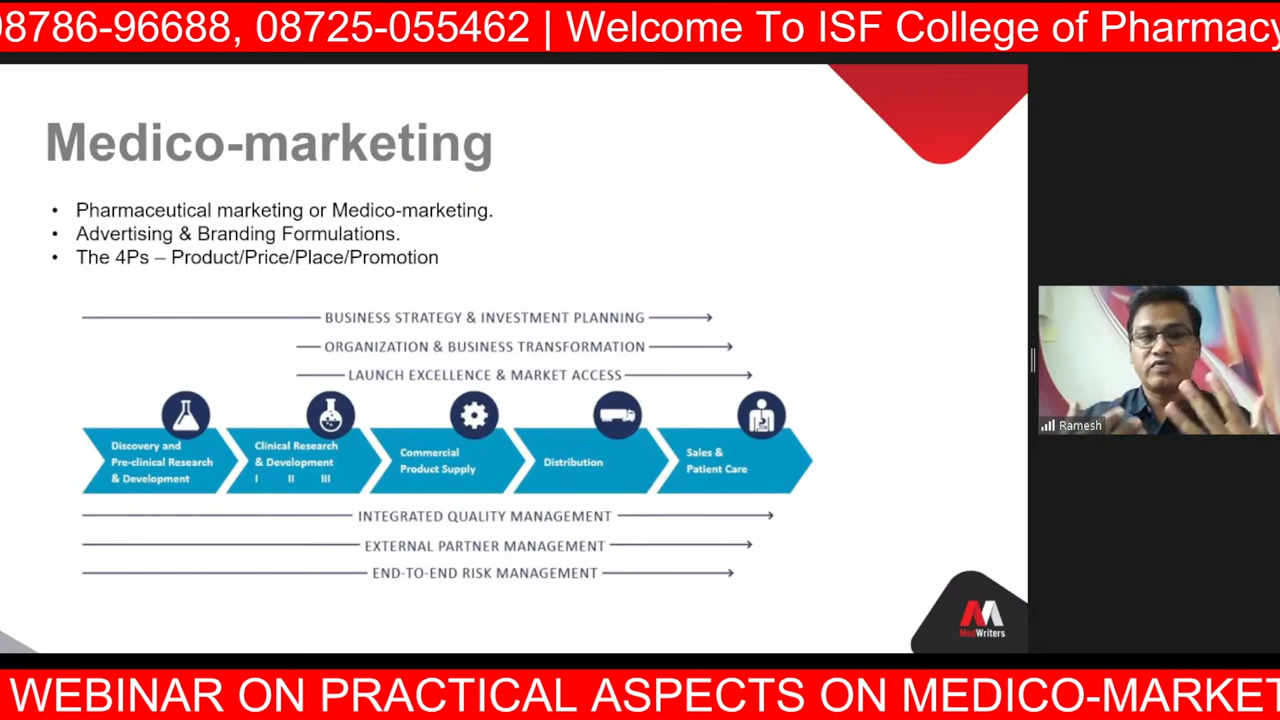 08786-96688, 08725-055462 | Welcome To ISF College of Pharmacy
Medico-marketing
• Pharmaceutical marketing or Medico-marketing.
• Advertising & Branding Formulations.
• The 4Ps – Product/Price/Place/Promotion
BUSINESS STRATEGY & INVESTMENT PLANNING
ORGANIZATION & BUSINESS TRANSFORMATION
LAUNCH EXCELLENCE & MARKET ACCESS
Discovery and
Pre-clinical Research
& Development
Clinical Research
& Development
I II III
Commercial
Product Supply
Distribution
Sales &
Patient Care
INTEGRATED QUALITY MANAGEMENT
EXTERNAL PARTNER MANAGEMENT
END-TO-END RISK MANAGEMENT
MedWriters
Ramesh
WEBINAR ON PRACTICAL ASPECTS ON MEDICO-MARKET